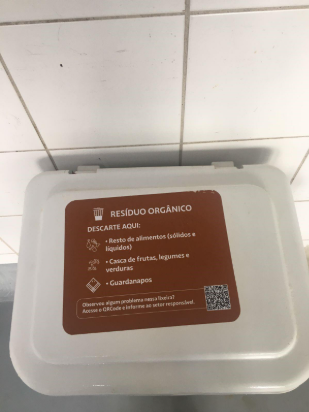 RESÍDUO ORGÂNICO
DESCARTE AQUI:
• Resto de alimentos (sólidos e
líquidos)
• Casca de frutas, legumes e
verduras
• Guardanapos
Observou algum problema nessa lixeira?
Acesse o QRCode e informe ao setor responsável.